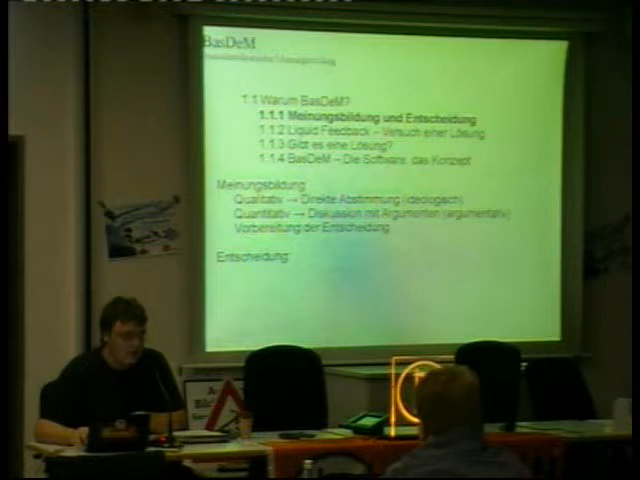 BasDeM
1.1 Warum BasDeM?
1.1.1 Meinungsbildung und Entscheidung
1.1.2 Liquid Feedback – Versuch einer Lösung
1.1.3 Gibt es eine Lösung?
1.1.4 BasDeM – Die Software, das Konzept
Meinungsbildung:
Qualitativ → Direkte Abstimmung (ideologisch)
Quantitativ → Diskussion mit Argumenten (argumentativ)
Vorbereitung der Entscheidung
Entscheidung: